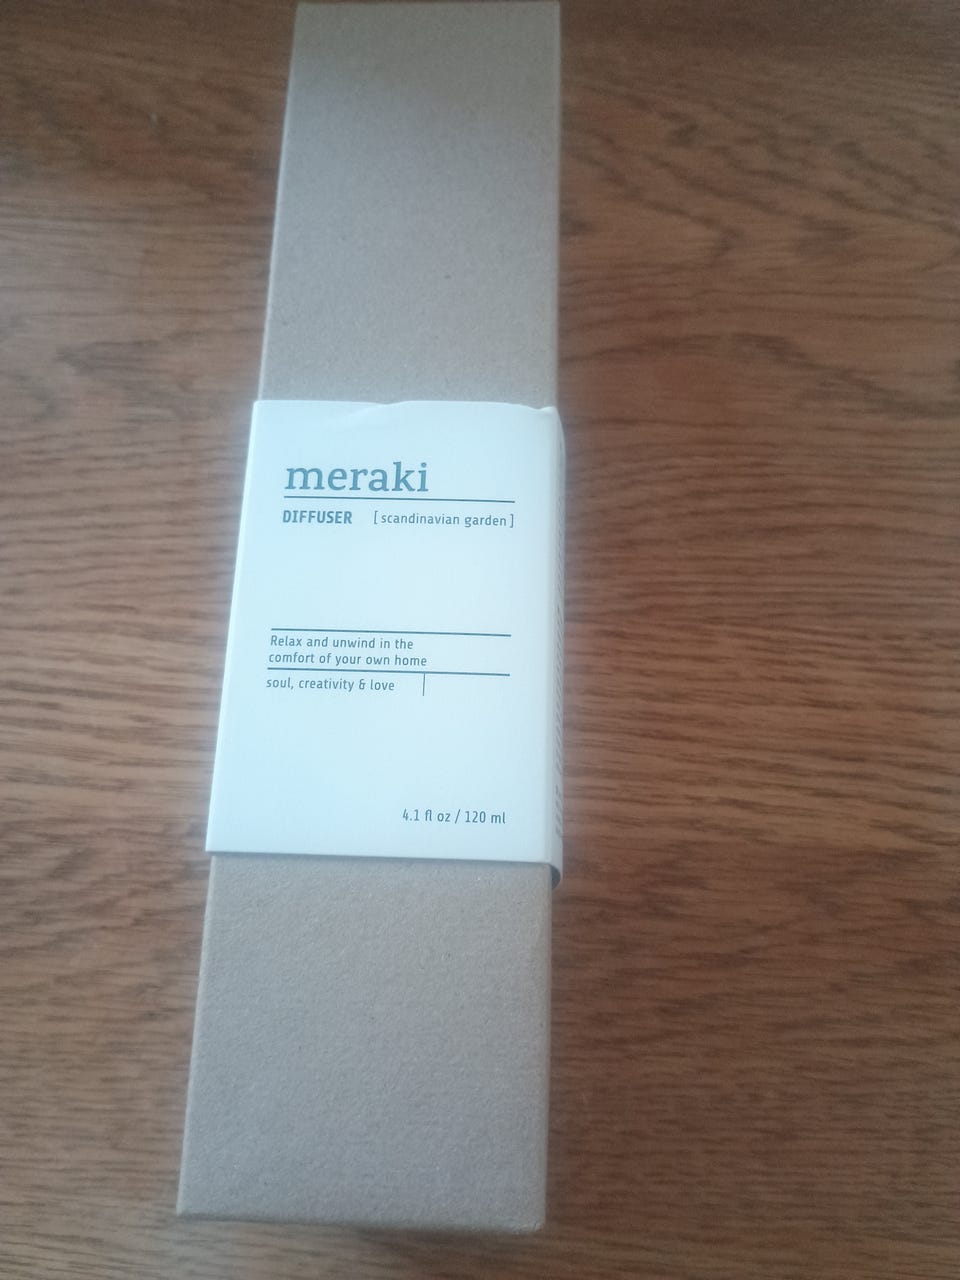 meraki
DIFFUSER [scandinavian garden]
Relax and unwind in the
comfort of your own home
soul, creativity & love
4.1 fl oz / 120 ml